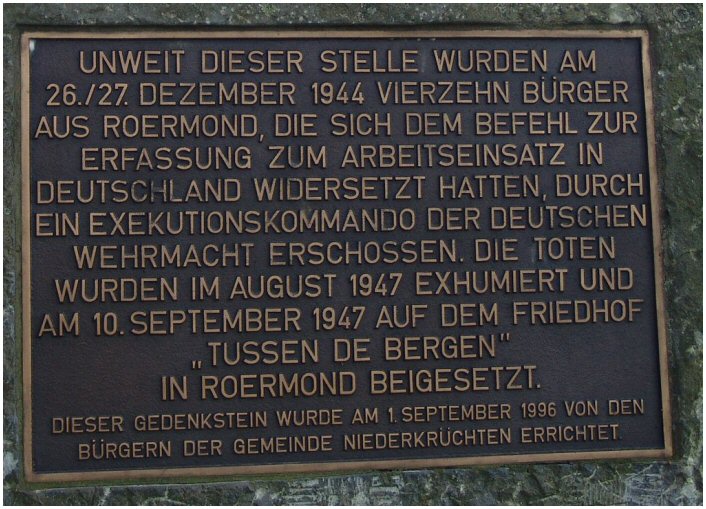 UNWEIT DIESER STELLE WURDEN AM
26./27. DEZEMBER 1944 VIERZEHN BÜRGER
AUS ROERMOND, DIE SICH DEM BEFEHL ZUR
ERFASSUNG ZUM ARBEITSEINSATZ IN
DEUTSCHLAND WIDERSETZT HATTEN, DURCH
EIN EXEKUTIONSKOMMANDO DER DEUTSCHEN
WEHRMACHT ERSCHOSSEN. DIE TOTEN
WURDEN IM AUGUST 1947 EXHUMIERT UND
AM 10. SEPTEMBER 1947 AUF DEM FRIEDHOF
„TUSSEN DE BERGEN"
IN ROERMOND BEIGESETZT.
DIESER GEDENKSTEIN WURDE AM 1. SEPTEMBER 1996 VON DEN
BÜRGERN DER GEMEINDE NIEDERKRÜCHTEN ERRICHTET.